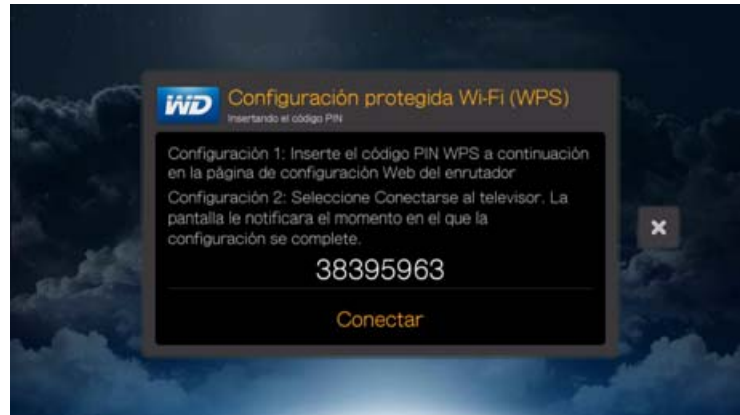 WD
Configuración protegida Wi-Fi (WPS)
Insertando el código PIN
Configuración 1: Inserte el código PIN WPS a continuación
en la página de configuración Web del enrutador
Configuración 2: Seleccione Conectarse al televisor. La
pantalla le notificara el momento en el que la
configuración se complete.
38395963
Conectar